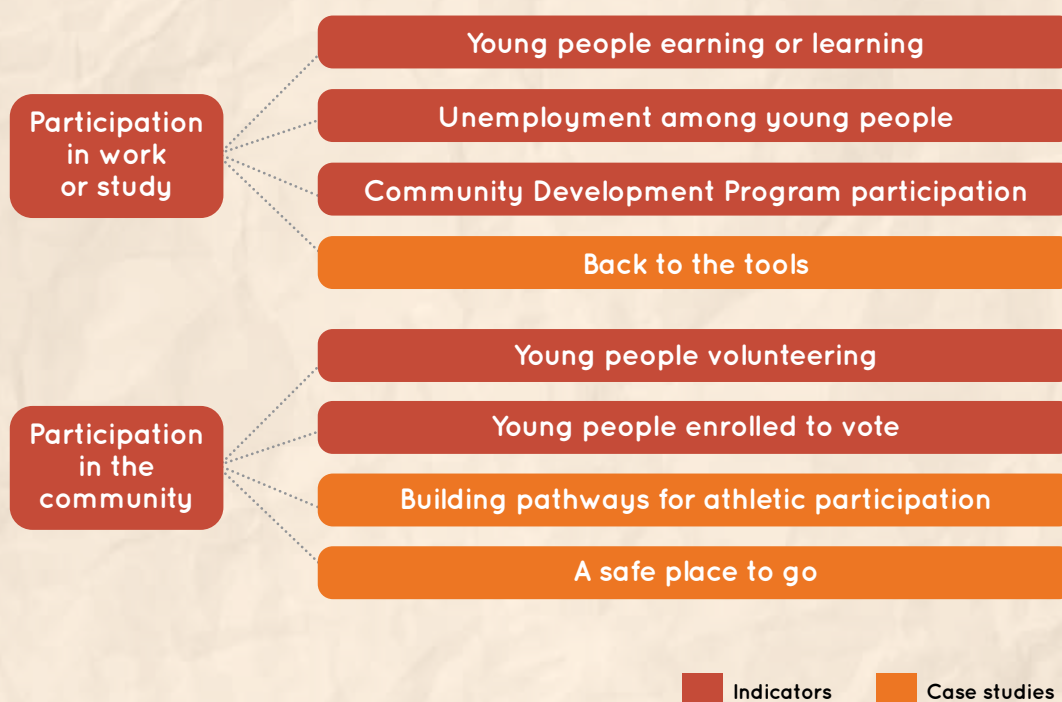 Participation
in work
or study
Young people earning or learning
Unemployment among young people
Community Development Program participation
Back to the tools
Participation
in the
community
Young people volunteering
Young people enrolled to vote
Building pathways for athletic participation
A safe place to go
Indicators
Case studies